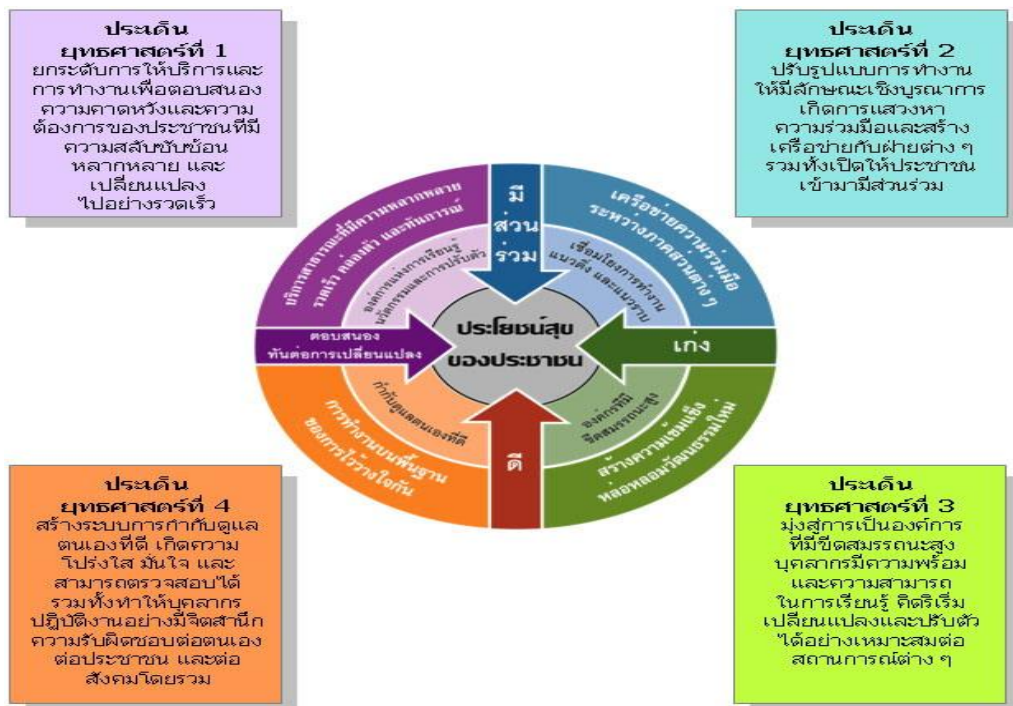 ประเด็น
ยุทธศาสตร์ที่ 1
ยกระดับการให้บริการและ
การทำงานเพื่อตอบสนอง
ความคาดหวังและความ
ต้องการของประชาชนที่มี
ความสลับซับซ้อน
หลากหลาย และ
เปลี่ยนแปลง
ไปอย่างรวดเร็ว
ประเด็น
ยุทธศาสตร์ที่ 2
ปรับรูปแบบการทำงาน
ให้มีลักษณะเชิงบูรณาการ
เกิดการแสวงหา
ความร่วมมือและสร้าง
เครือข่ายกับฝ่ายต่าง ๆ
รวมทั้งเปิดให้ประชาชน
เข้ามามีส่วนร่วม
บริการสาธารณะที่มีความหลากหลาย
รวดเร็ว คล่องตัว และทันการณ์
องค์การแห่งการเรียนรู้
นวัตกรรมและการปรับตัว
มี
ส่วน
ร่วม
เครือข่ายความร่วมมือ
ระหว่างภาคส่วนต่าง ๆ
เชื่อมโยงการทำงาน
แนวดิ่ง และแนวราบ
ตอบสนอง
ทันต่อการเปลี่ยนแปลง
ประโยชน์สุข
ของประชาชน
เก่ง
กำกับดูแลตนเองที่ดี
การทำงานบนพื้นฐาน
ของการไว้วางใจกัน
ดี
องค์กรที่มี
ขีดสมรรถนะสูง
สร้างความเข้มแข็ง
หล่อหลอมวัฒนธรรมใหม่
ประเด็น
ยุทธศาสตร์ที่ 4
สร้างระบบการกำกับดูแล
ตนเองที่ดี เกิดความ
โปร่งใส มั่นใจ และ
สามารถตรวจสอบได้
รวมทั้งทำให้บุคลากร
ปฏิบัติงานอย่างมีจิตสำนึก
ความรับผิดชอบต่อตนเอง
ต่อประชาชน และต่อ
สังคมโดยรวม
ประเด็น
ยุทธศาสตร์ที่ 3
มุ่งสู่การเป็นองค์การ
ที่มีขีดสมรรถนะสูง
บุคลากรมีความพร้อม
และความสามารถ
ในการเรียนรู้ คิดริเริ่ม
เปลี่ยนแปลงและปรับตัว
ได้อย่างเหมาะสมต่อ
สถานการณ์ต่าง ๆ